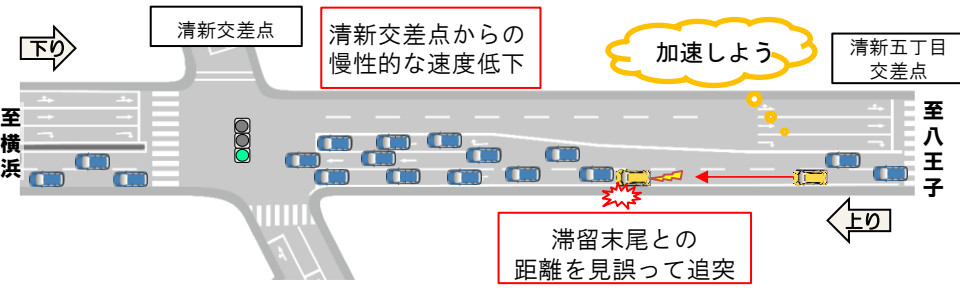 下り
清新交差点
清新交差点からの
慢性的な速度低下
加速しよう
清新五丁目
交差点
至横浜
至八王子
上り
滞留末尾との
距離を見誤って追突